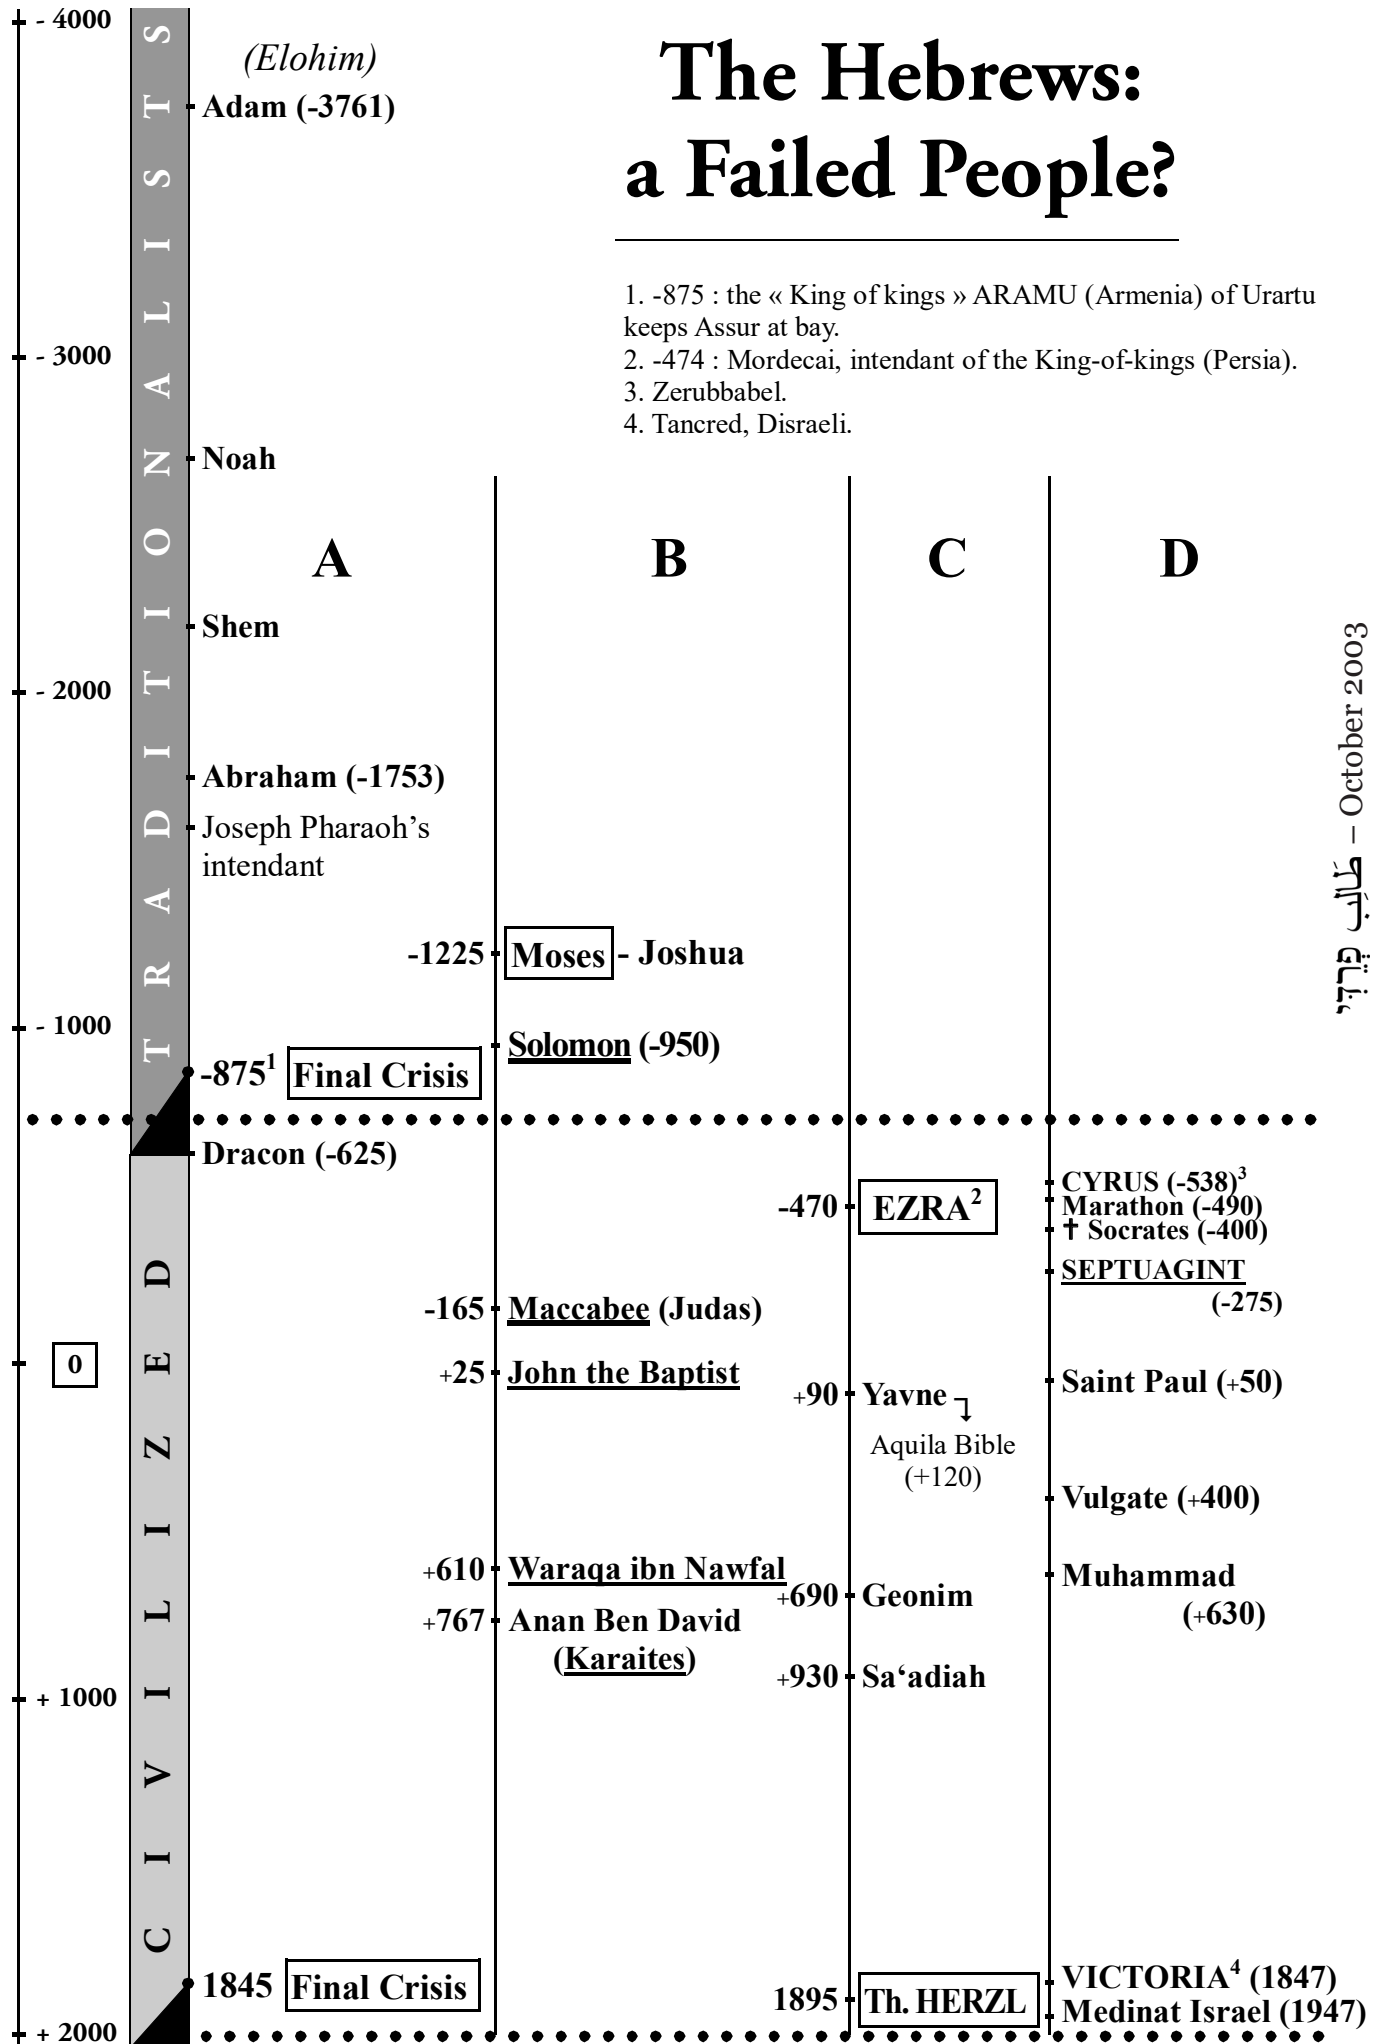 The Hebrews:
a Failed People?
1. -875 : the « King of kings » ARAMU (Armenia) of Urartu
keeps Assur at bay.
2. -474 : Mordecai, intendant of the King-of-kings (Persia).
3. Zerubbabel.
4. Tancred, Disraeli.
- 4000
- 3000
- 2000
- 1000
0
+ 1000
+ 2000
TRADITIONALISTS
CIVILIZED
A
(Elohim)
Adam (-3761)
Noah
Shem
Abraham (-1753)
Joseph Pharaoh’s
intendant
-875¹ Final Crisis
Dracon (-625)
1845 Final Crisis
B
-1225 Moses - Joshua
Solomon (-950)
-165 Maccabee (Judas)
+25 John the Baptist
+610 Waraqa ibn Nawfal
+767 Anan Ben David
(Karaites)
C
-470 EZRA²
+90 Yavne
Aquila Bible
(+120)
+690 Geonim
+930 Sa‘adiah
1895 Th. HERZL
D
CYRUS (-538)³
Marathon (-490)
✝ Socrates (-400)
SEPTUAGINT
(-275)
Saint Paul (+50)
Vulgate (+400)
Muhammad
(+630)
VICTORIA⁴ (1847)
Medinat Israel (1947)
– October 2003